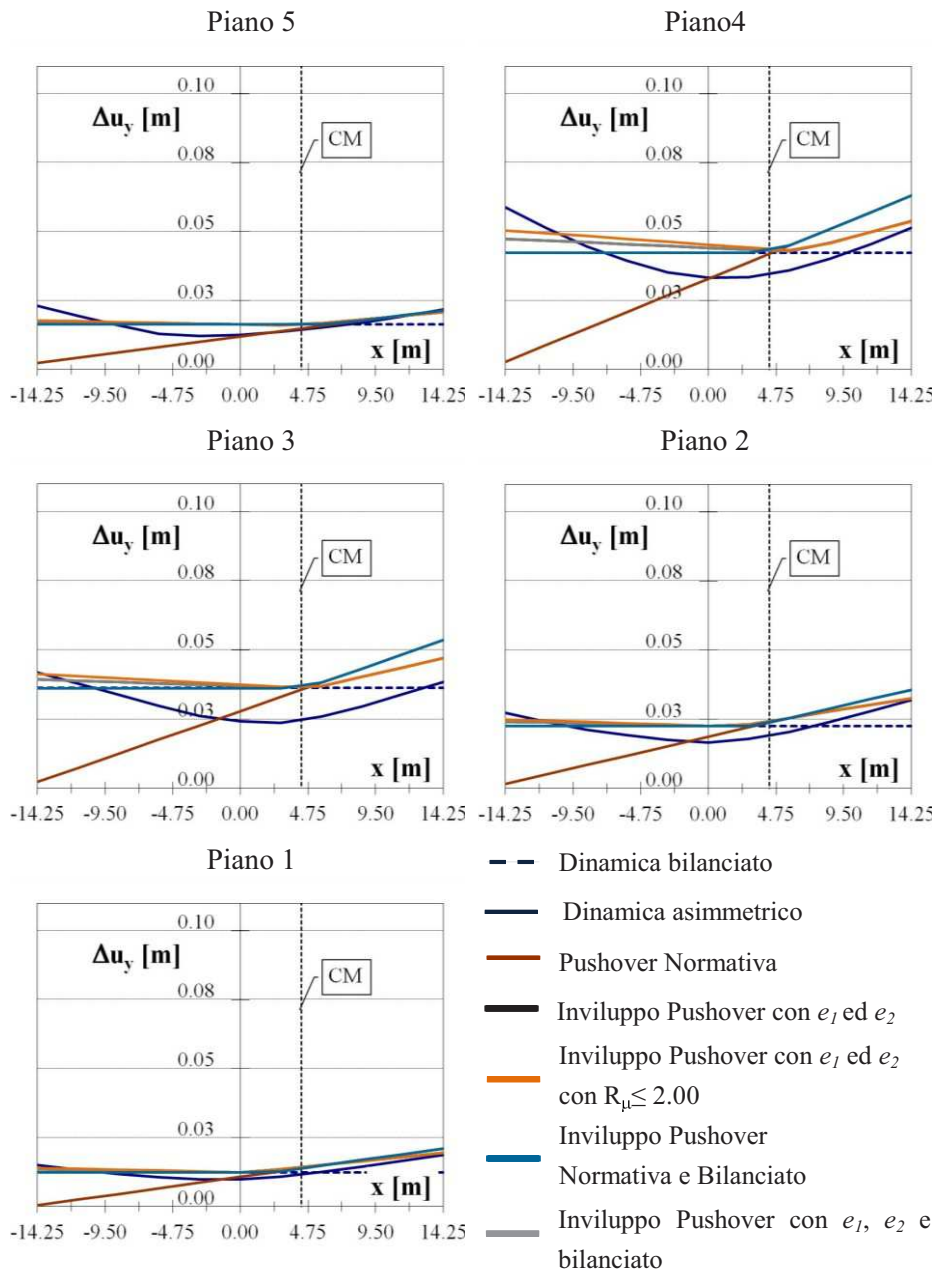 Piano 5
0.10
Δu_y [m]
0.08
CM
0.05
0.03
0.00
x [m]
-14.25 -9.50 -4.75 0.00 4.75 9.50 14.25
Piano4
0.10
Δu_y [m]
0.08
CM
0.05
0.03
0.00
x [m]
-14.25 -9.50 -4.75 0.00 4.75 9.50 14.25
Piano 3
0.10
Δu_y [m]
0.08
CM
0.05
0.03
0.00
x [m]
-14.25 -9.50 -4.75 0.00 4.75 9.50 14.25
Piano 2
0.10
Δu_y [m]
0.08
CM
0.05
0.03
0.00
x [m]
-14.25 -9.50 -4.75 0.00 4.75 9.50 14.25
Piano 1
0.10
Δu_y [m]
0.08
CM
0.05
0.03
0.00
x [m]
-14.25 -9.50 -4.75 0.00 4.75 9.50 14.25
Dinamica bilanciato
Dinamica asimmetrico
Pushover Normativa
Inviluppo Pushover con e1 ed e2
Inviluppo Pushover con e1 ed e2
con Rμ≤ 2.00
Inviluppo Pushover
Normativa e Bilanciato
Inviluppo Pushover con e1, e2 e
bilanciato